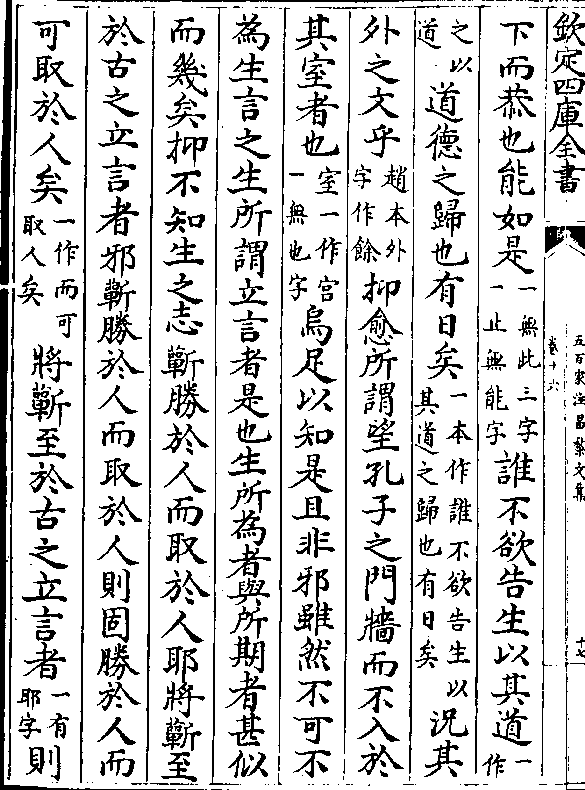 欽定四庫全書
五百家注昌黎文集
卷十六
十七
下而恭也能如是一無此三字一止無能字誰不欲告生以其道一作
之以道道德之歸也有日矣一本作誰不欲告生以其道之歸也有日矣況其
外之文乎趙本外字作餘抑愈所謂望孔子之門牆而不入於
其室者也室一作宮一無也字烏足以知是且非邪雖然不可不
為生言之生所謂立言者是也生所為者與所期者甚似
而幾矣抑不知生之志蘄勝於人而取於人耶將蘄至
於古之立言者邪蘄勝於人而取於人則固勝於人而
可取於人矣一作而可取人矣將蘄至於古之立言者一有耶字則